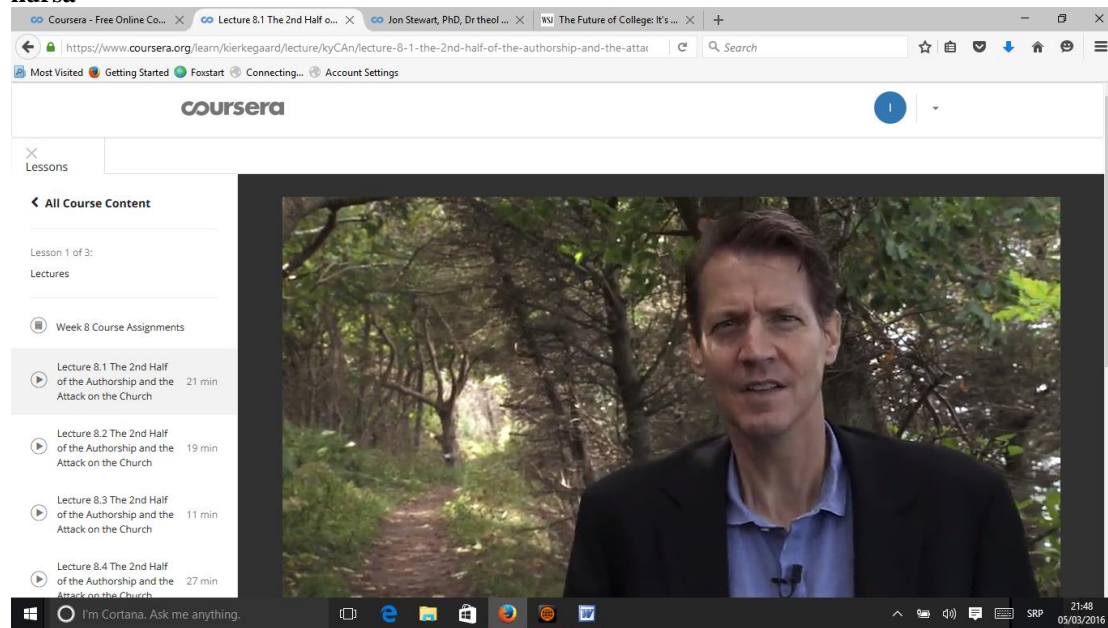 Coursera - Free Online Co...
Lecture 8.1 The 2nd Half o...
Jon Stewart, PhD, Dr theol ...
WSJ The Future of College: It's ...
https://www.coursera.org/learn/kierkegaard/lecture/kyCAn/lecture-8-1-the-2nd-half-of-the-authorship-and-the-attac
Search
Most Visited Getting Started Foxstart Connecting... Account Settings
coursera
I
Lessons
All Course Content
Lesson 1 of 3:
Lectures
Week 8 Course Assignments
Lecture 8.1 The 2nd Half
of the Authorship and the 21 min
Attack on the Church
Lecture 8.2 The 2nd Half
of the Authorship and the 19 min
Attack on the Church
Lecture 8.3 The 2nd Half
of the Authorship and the 11 min
Attack on the Church
Lecture 8.4 The 2nd Half
of the Authorship and the 27 min
Attack on the Church
I'm Cortana. Ask me anything.
SRP
21:48
05/03/2016